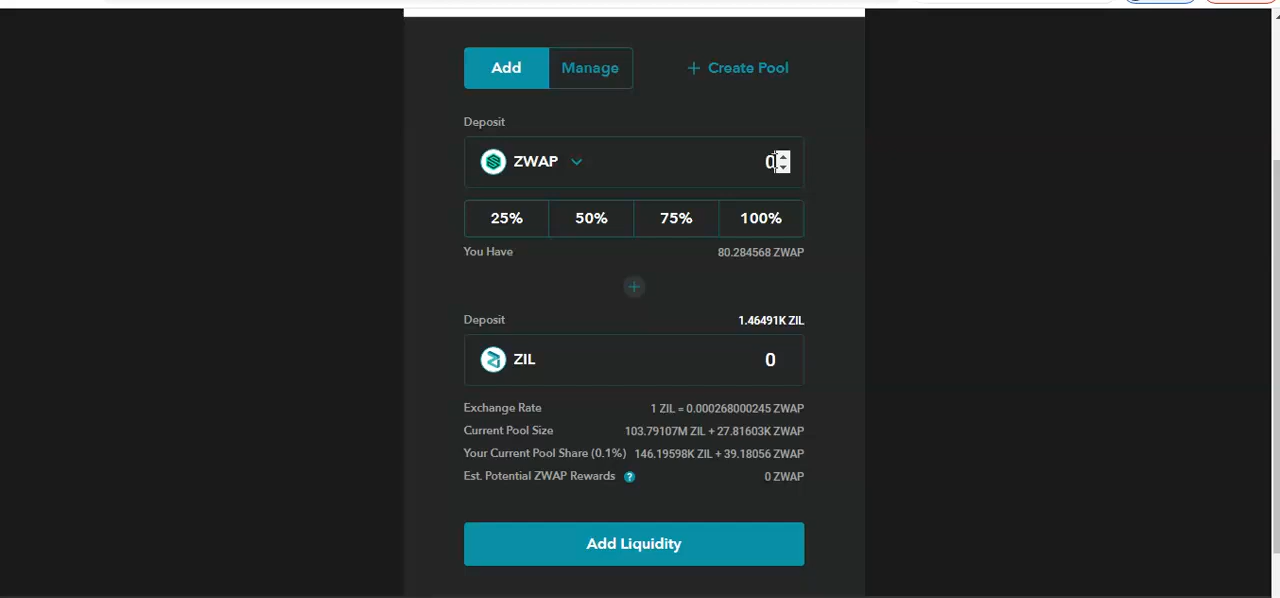 Add Manage + Create Pool
Deposit
ZWAP 0
25% 50% 75% 100%
You Have 80.284568 ZWAP
+
Deposit 1.46491K ZIL
ZIL 0
Exchange Rate 1 ZIL = 0.000268000245 ZWAP
Current Pool Size 103.79107M ZIL + 27.81603K ZWAP
Your Current Pool Share (0.1%) 146.19598K ZIL + 39.18056 ZWAP
Est. Potential ZWAP Rewards ? 0 ZWAP
Add Liquidity